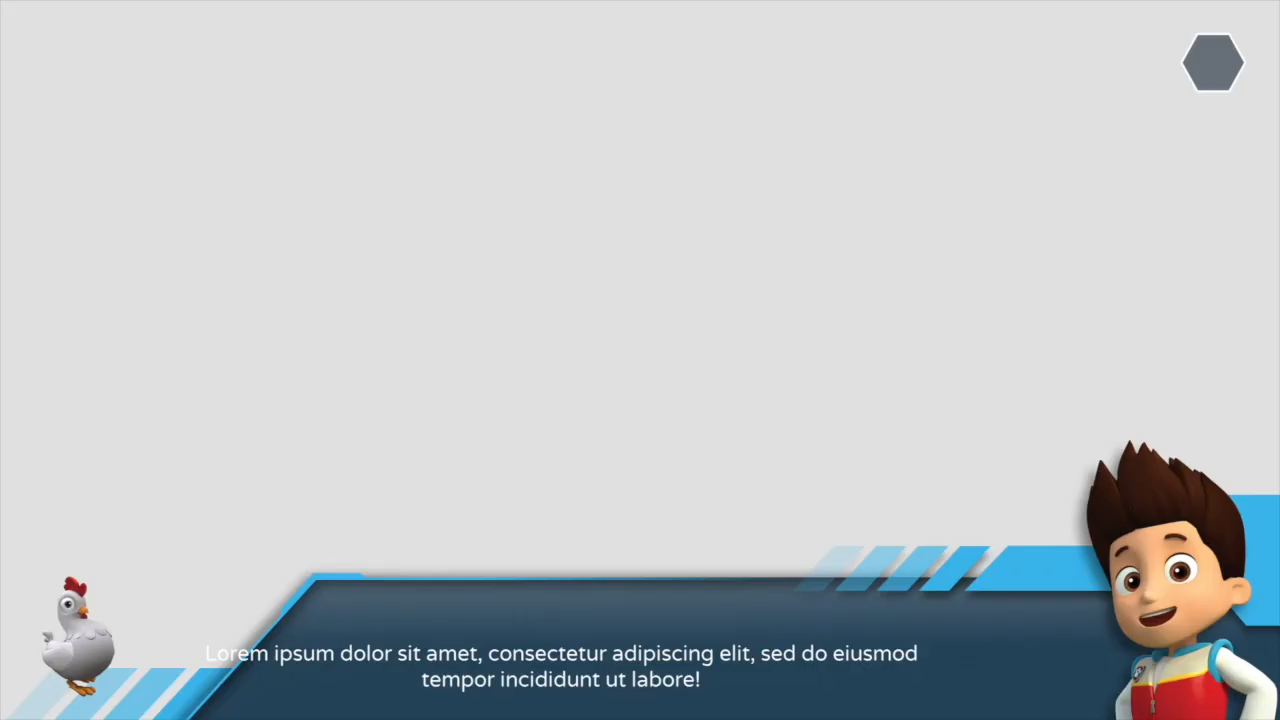 Lorem ipsum dolor sit amet, consectetur adipiscing elit, sed do eiusmod
tempor incididunt ut labore!